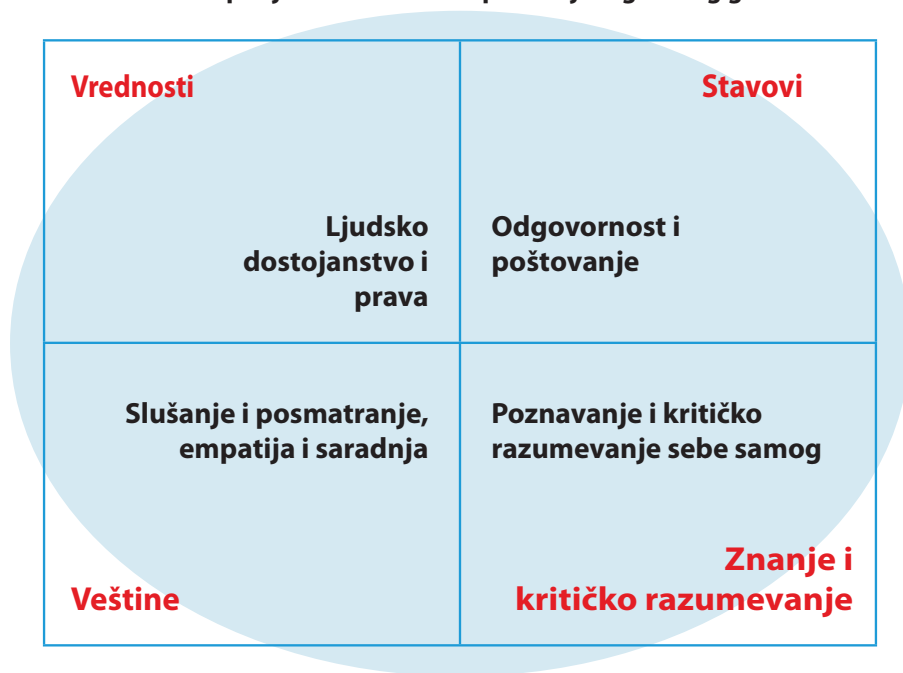 Vrednosti
Stavovi
Ljudsko
dostojanstvo i
prava
Odgovornost i
poštovanje
Slušanje i posmatranje,
empatija i saradnja
Poznavanje i kritičko
razumevanje sebe samog
Veštine
Znanje i
kritičko razumevanje